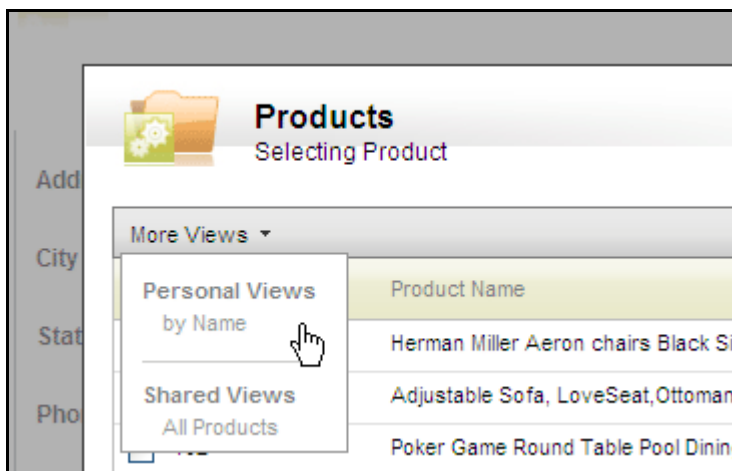 Products
Selecting Product
Add
City
Stat
Pho
More Views
Personal Views
by Name
Shared Views
All Products
Product Name
Herman Miller Aeron chairs Black Si
Adjustable Sofa, LoveSeat,Ottoman
Poker Game Round Table Pool Dinin